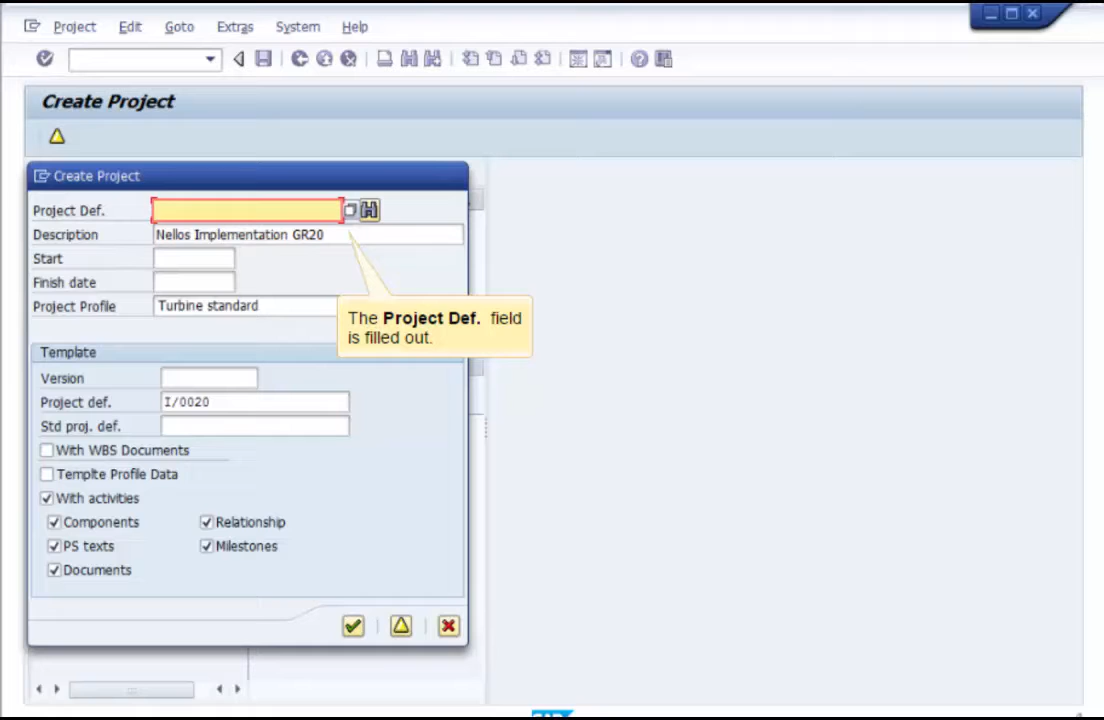 Project Edit Goto Extras System Help
Create Project
Create Project
Project Def.
Description Nellos Implementation GR20
Start
Finish date
Project Profile Turbine standard
The Project Def. field
is filled out.
Template
Version
Project def. I/0020
Std proj. def.
With WBS Documents
Templte Profile Data
With activities
Components Relationship
PS texts Milestones
Documents